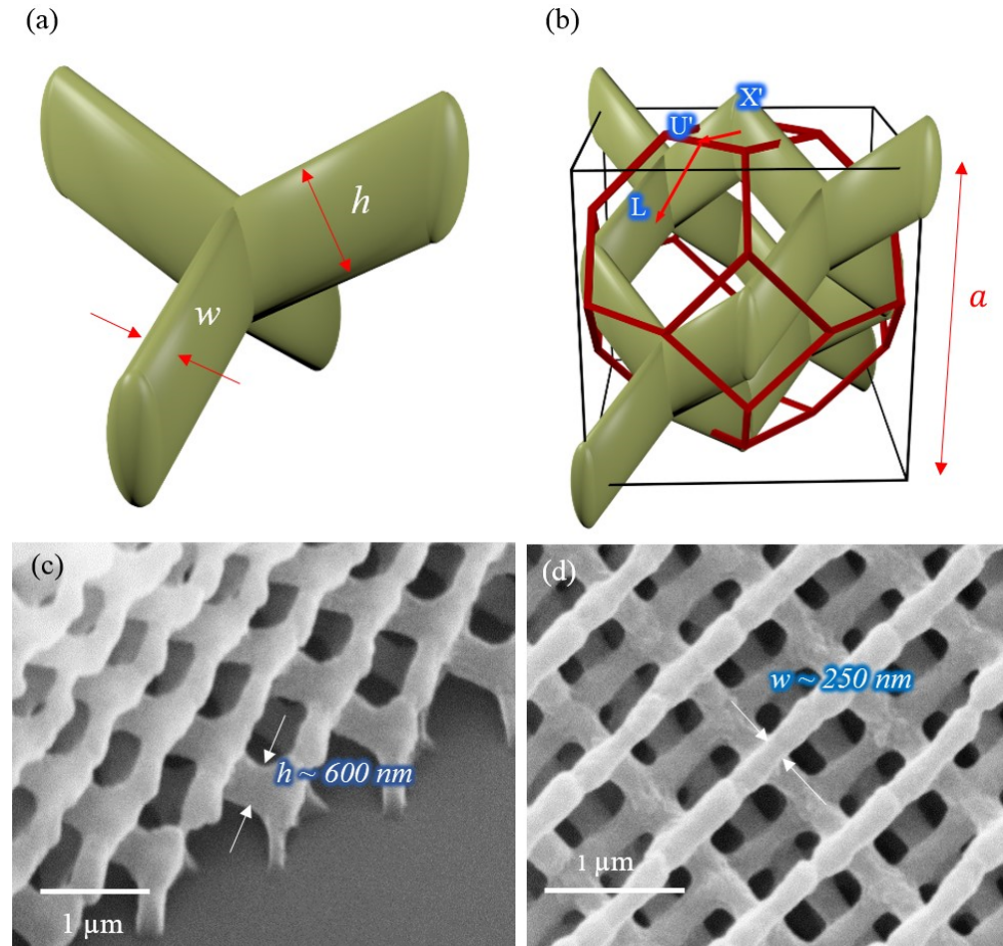 (a)
(b)
h
w
X'
U'
L
a
(c)
h ~ 600 nm
1 µm
(d)
w ~ 250 nm
1 µm